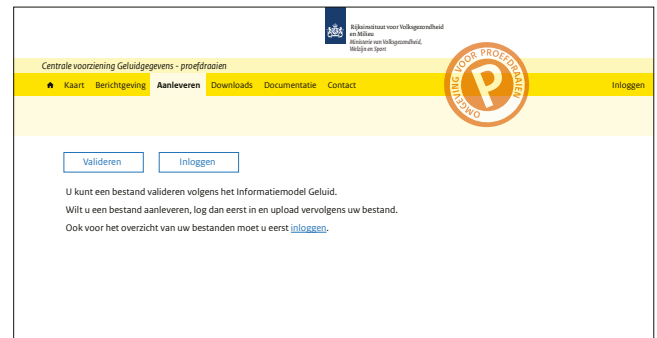 Rijksinstituut voor Volksgezondheid
en Milieu
Ministerie van Volksgezondheid,
Welzijn en Sport
Centrale voorziening Geluidgegevens - proefdraaien
Kaart Berichtgeving Aanleveren Downloads Documentatie Contact Inloggen
OMGEVING VOOR PROEFDRAAIEN
P
Valideren Inloggen
U kunt een bestand valideren volgens het Informatiemodel Geluid.
Wilt u een bestand aanleveren, log dan eerst in en upload vervolgens uw bestand.
Ook voor het overzicht van uw bestanden moet u eerst inloggen.